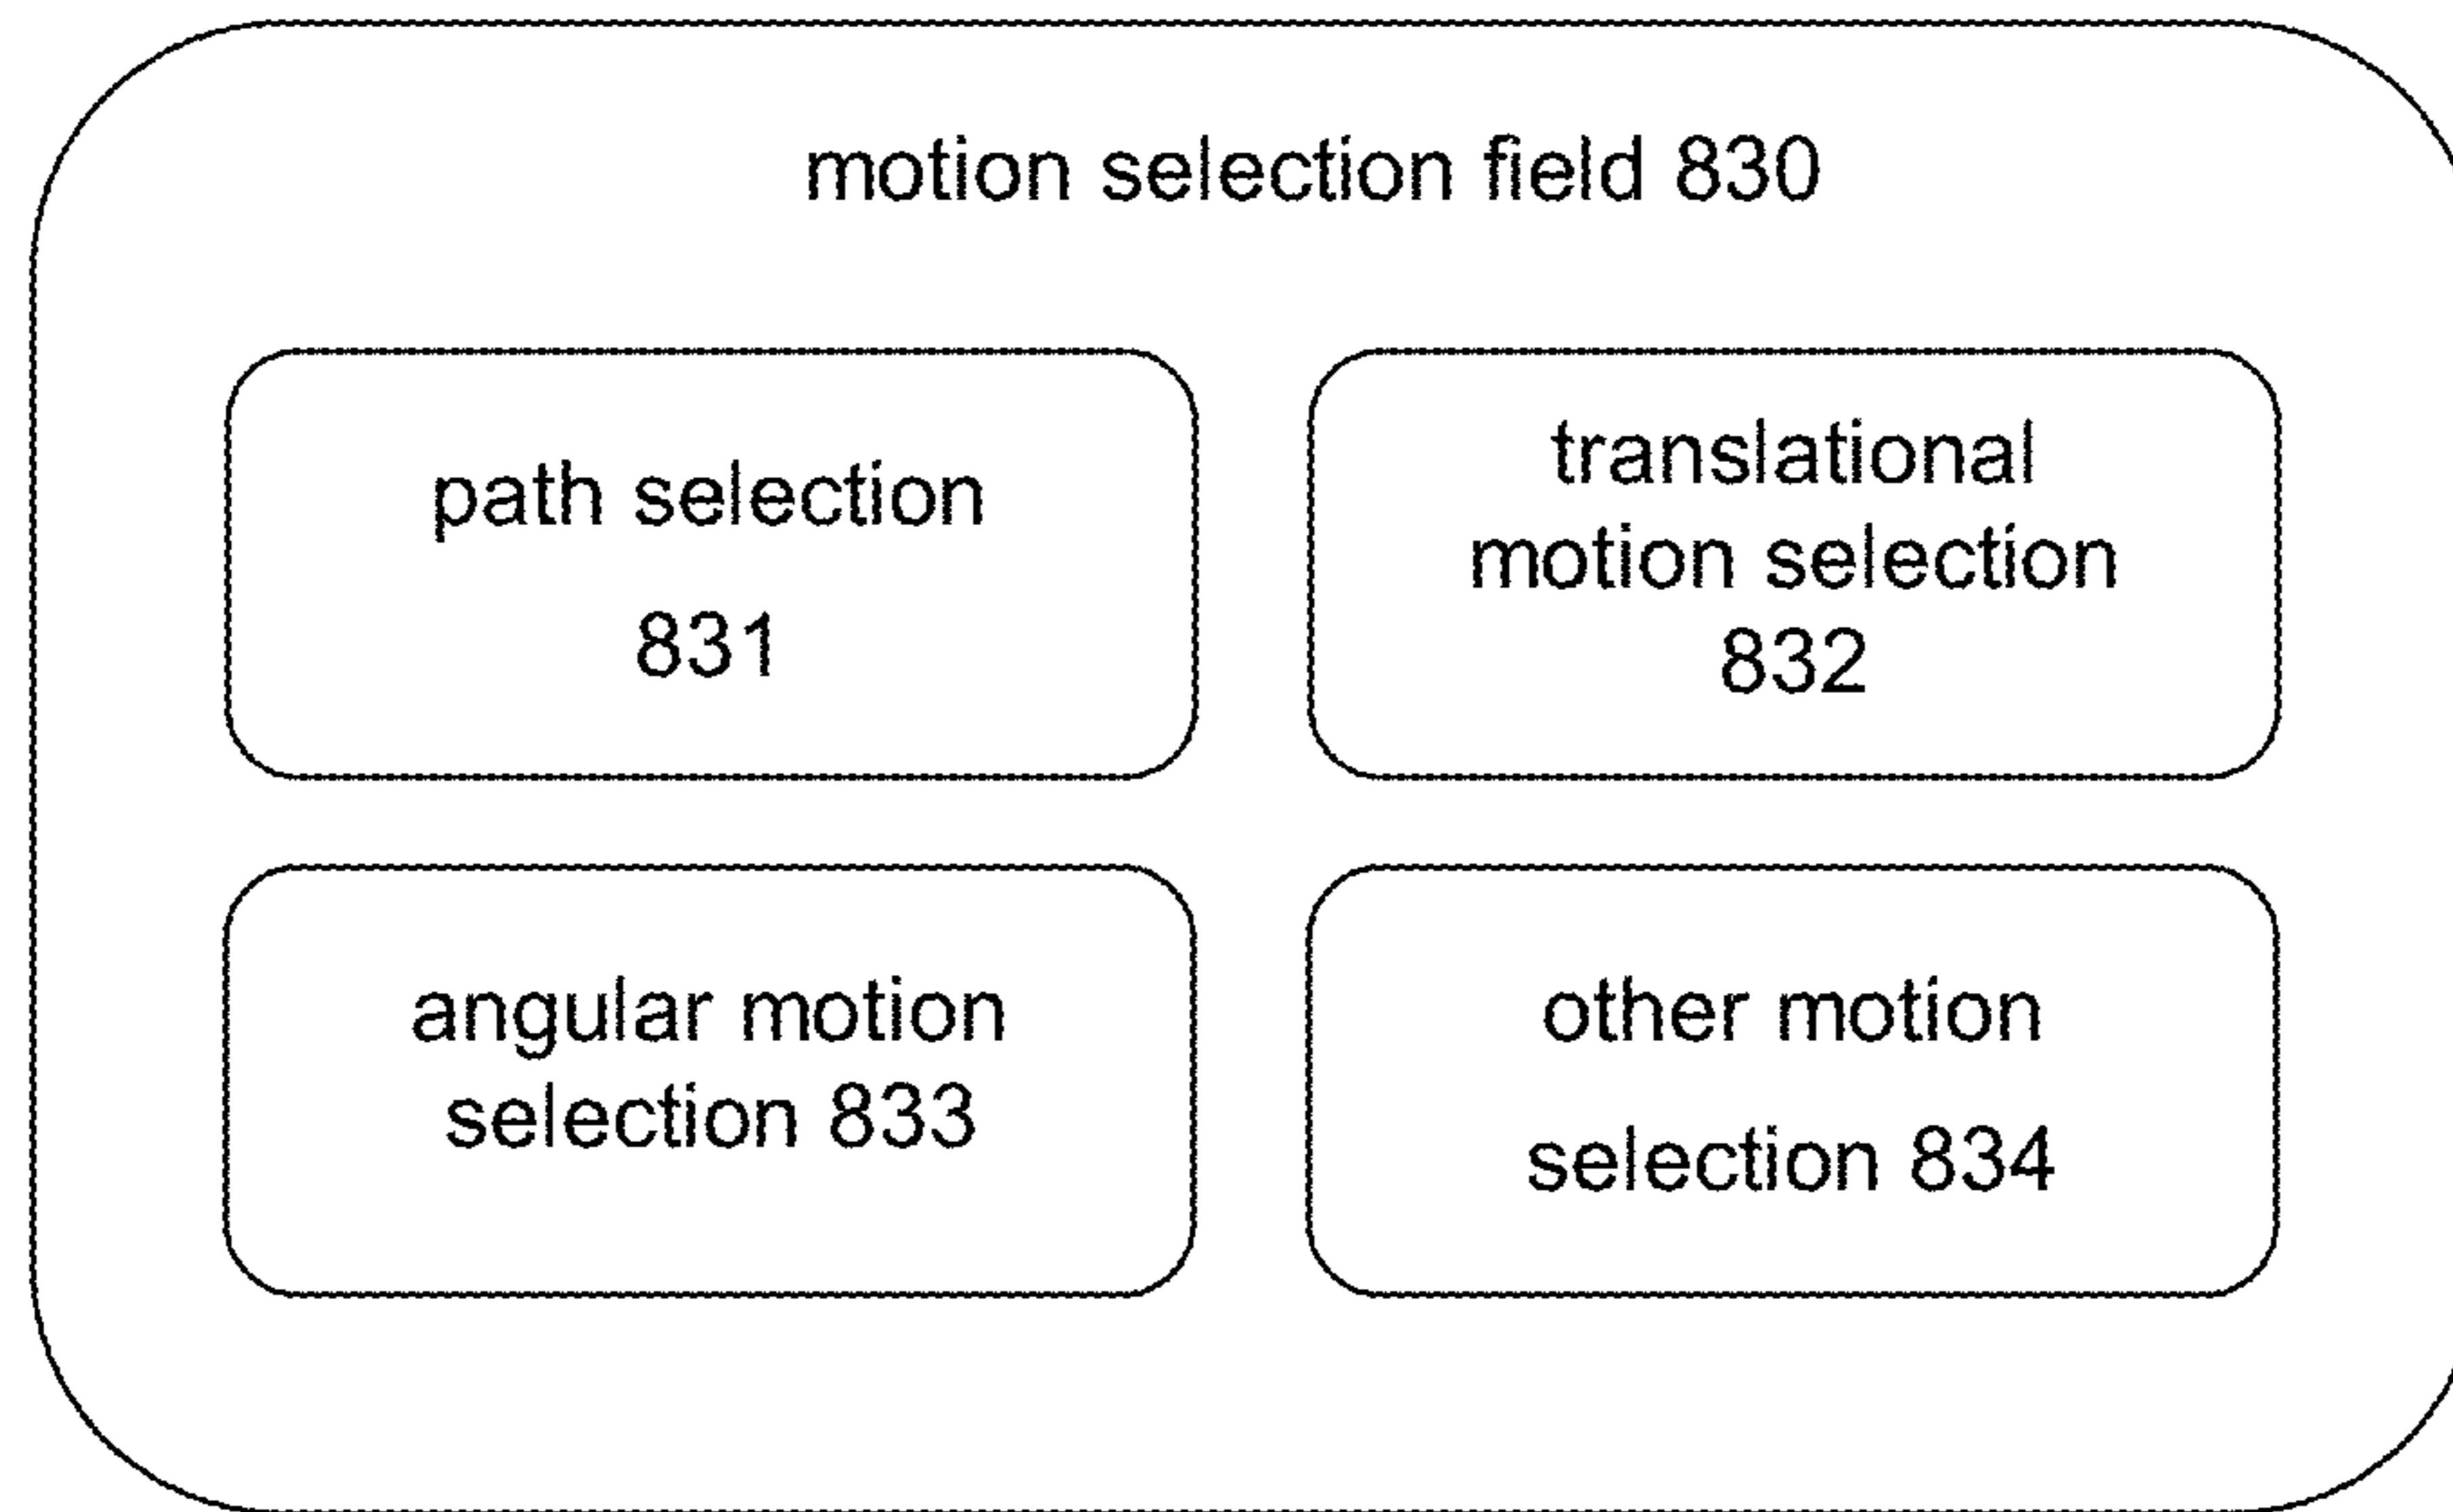 motion selection field 830
path selection
831
translational
motion selection
832
angular motion
selection 833
other motion
selection 834